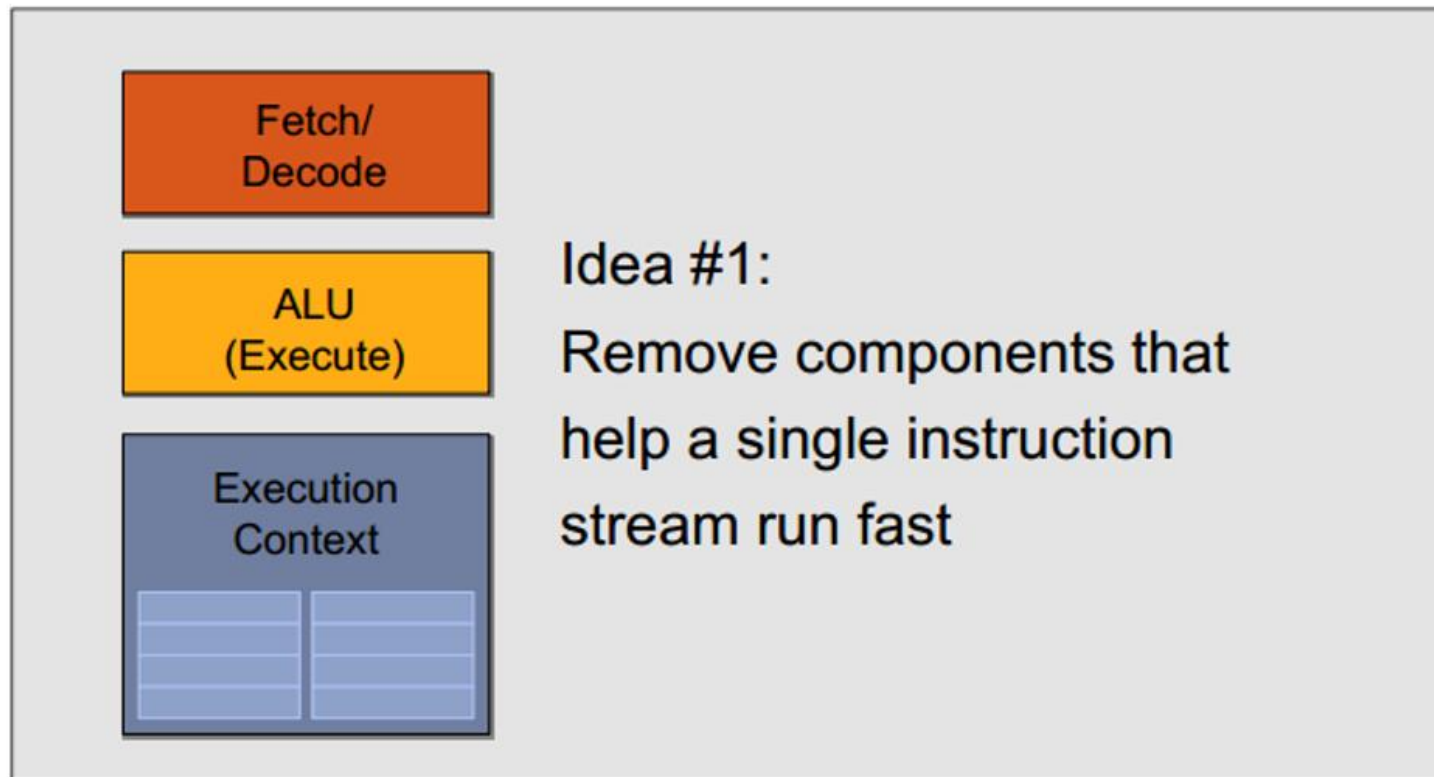 Fetch/
Decode
ALU
(Execute)
Execution
Context
Idea #1:
Remove components that
help a single instruction
stream run fast